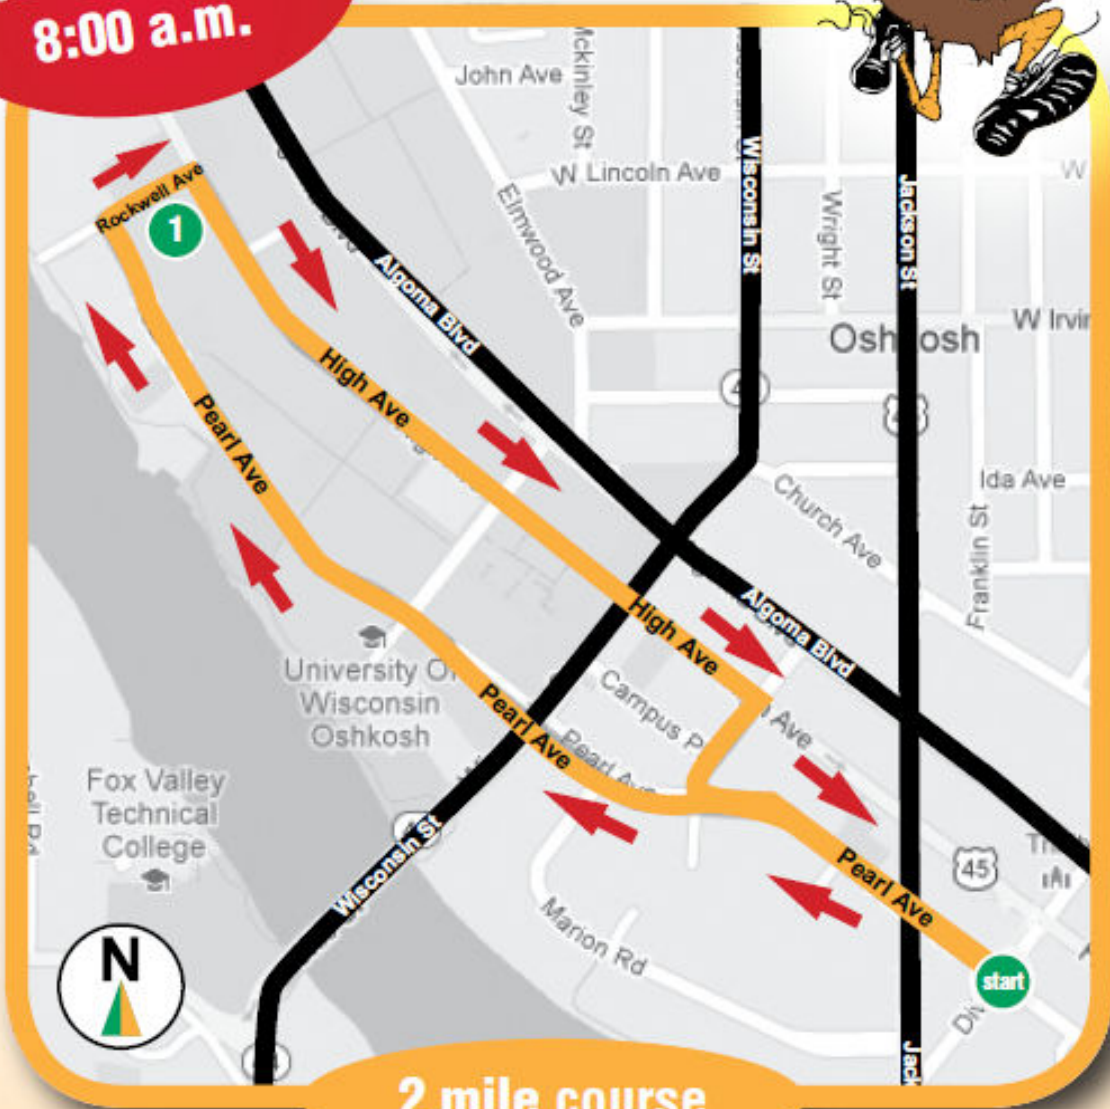 8:00 a.m.
John Ave
Mckinley St
W Lincoln Ave
W
Wisconsin St
Wright St
Jackson St
Rockwell Ave
1
Elmwood Ave
Algoma Blvd
Oshkosh
High Ave
Pearl Ave
Church Ave
Ida Ave
Franklin St
High Ave
Algoma Blvd
University Of
Wisconsin
Oshkosh
Campus P
Ave
Pearl Ave
Pearl Ave
Fox Valley
Technical
College
Wisconsin St
Pearl Ave
45
Marion Rd
N
start
2 mile course